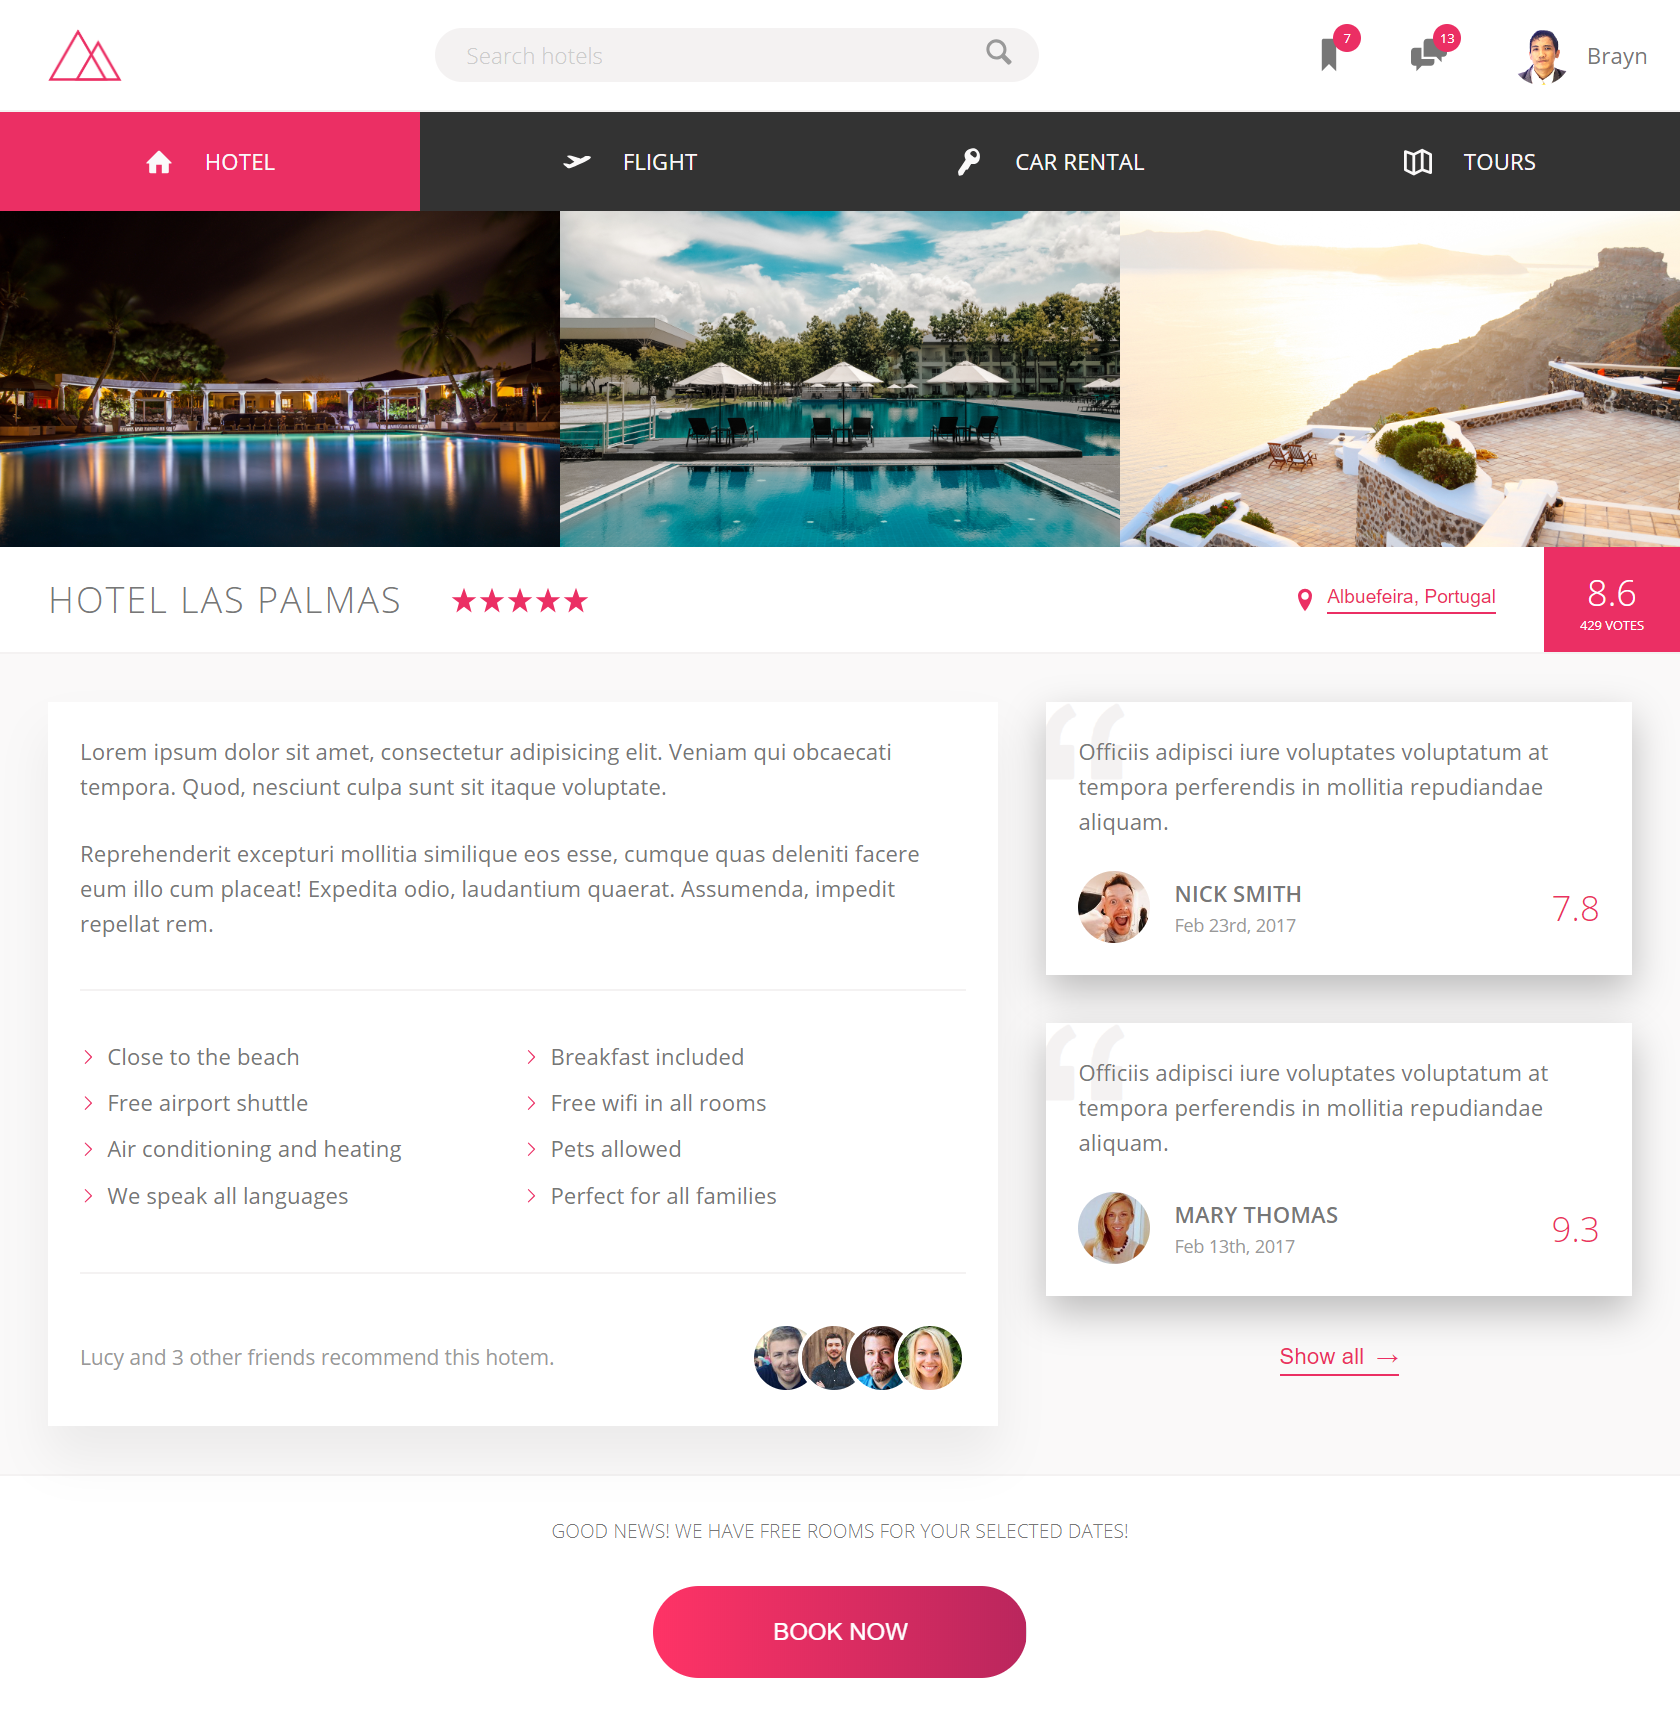 Search hotels
7
13
Brayn
HOTEL
FLIGHT
CAR RENTAL
TOURS
HOTEL LAS PALMAS
Albuefeira, Portugal
8.6
429 VOTES
Lorem ipsum dolor sit amet, consectetur adipisicing elit. Veniam qui obcaecati
tempora. Quod, nesciunt culpa sunt sit itaque voluptate.
Reprehenderit excepturi mollitia similique eos esse, cumque quas deleniti facere
eum illo cum placeat! Expedita odio, laudantium quaerat. Assumenda, impedit
repellat rem.
Close to the beach
Free airport shuttle
Air conditioning and heating
We speak all languages
Breakfast included
Free wifi in all rooms
Pets allowed
Perfect for all families
Lucy and 3 other friends recommend this hotem.
“
Officiis adipisci iure voluptates voluptatum at
tempora perferendis in mollitia repudiandae
aliquam.
NICK SMITH
Feb 23rd, 2017
7.8
“
Officiis adipisci iure voluptates voluptatum at
tempora perferendis in mollitia repudiandae
aliquam.
MARY THOMAS
Feb 13th, 2017
9.3
Show all →
GOOD NEWS! WE HAVE FREE ROOMS FOR YOUR SELECTED DATES!
BOOK NOW